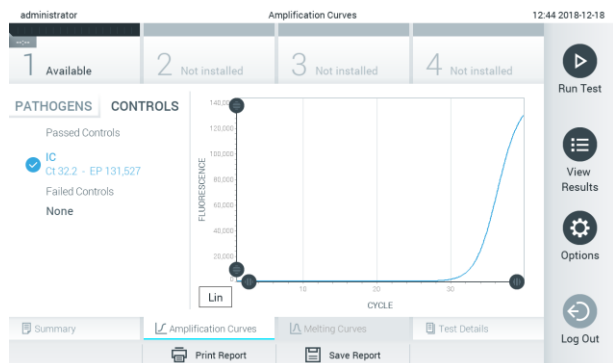 administrator
Amplification Curves
12:44 2018-12-18
1 Available
2 Not installed
3 Not installed
4 Not installed
Run Test
PATHOGENS
CONTROLS
Passed Controls
IC
Ct 32.2 - EP 131,527
Failed Controls
None
FLUORESCENCE
120,000
100,000
80,000
60,000
40,000
20,000
0
10
20
30
CYCLE
Lin
View
Results
Options
Log Out
Summary
Amplification Curves
Melting Curves
Test Details
Print Report
Save Report